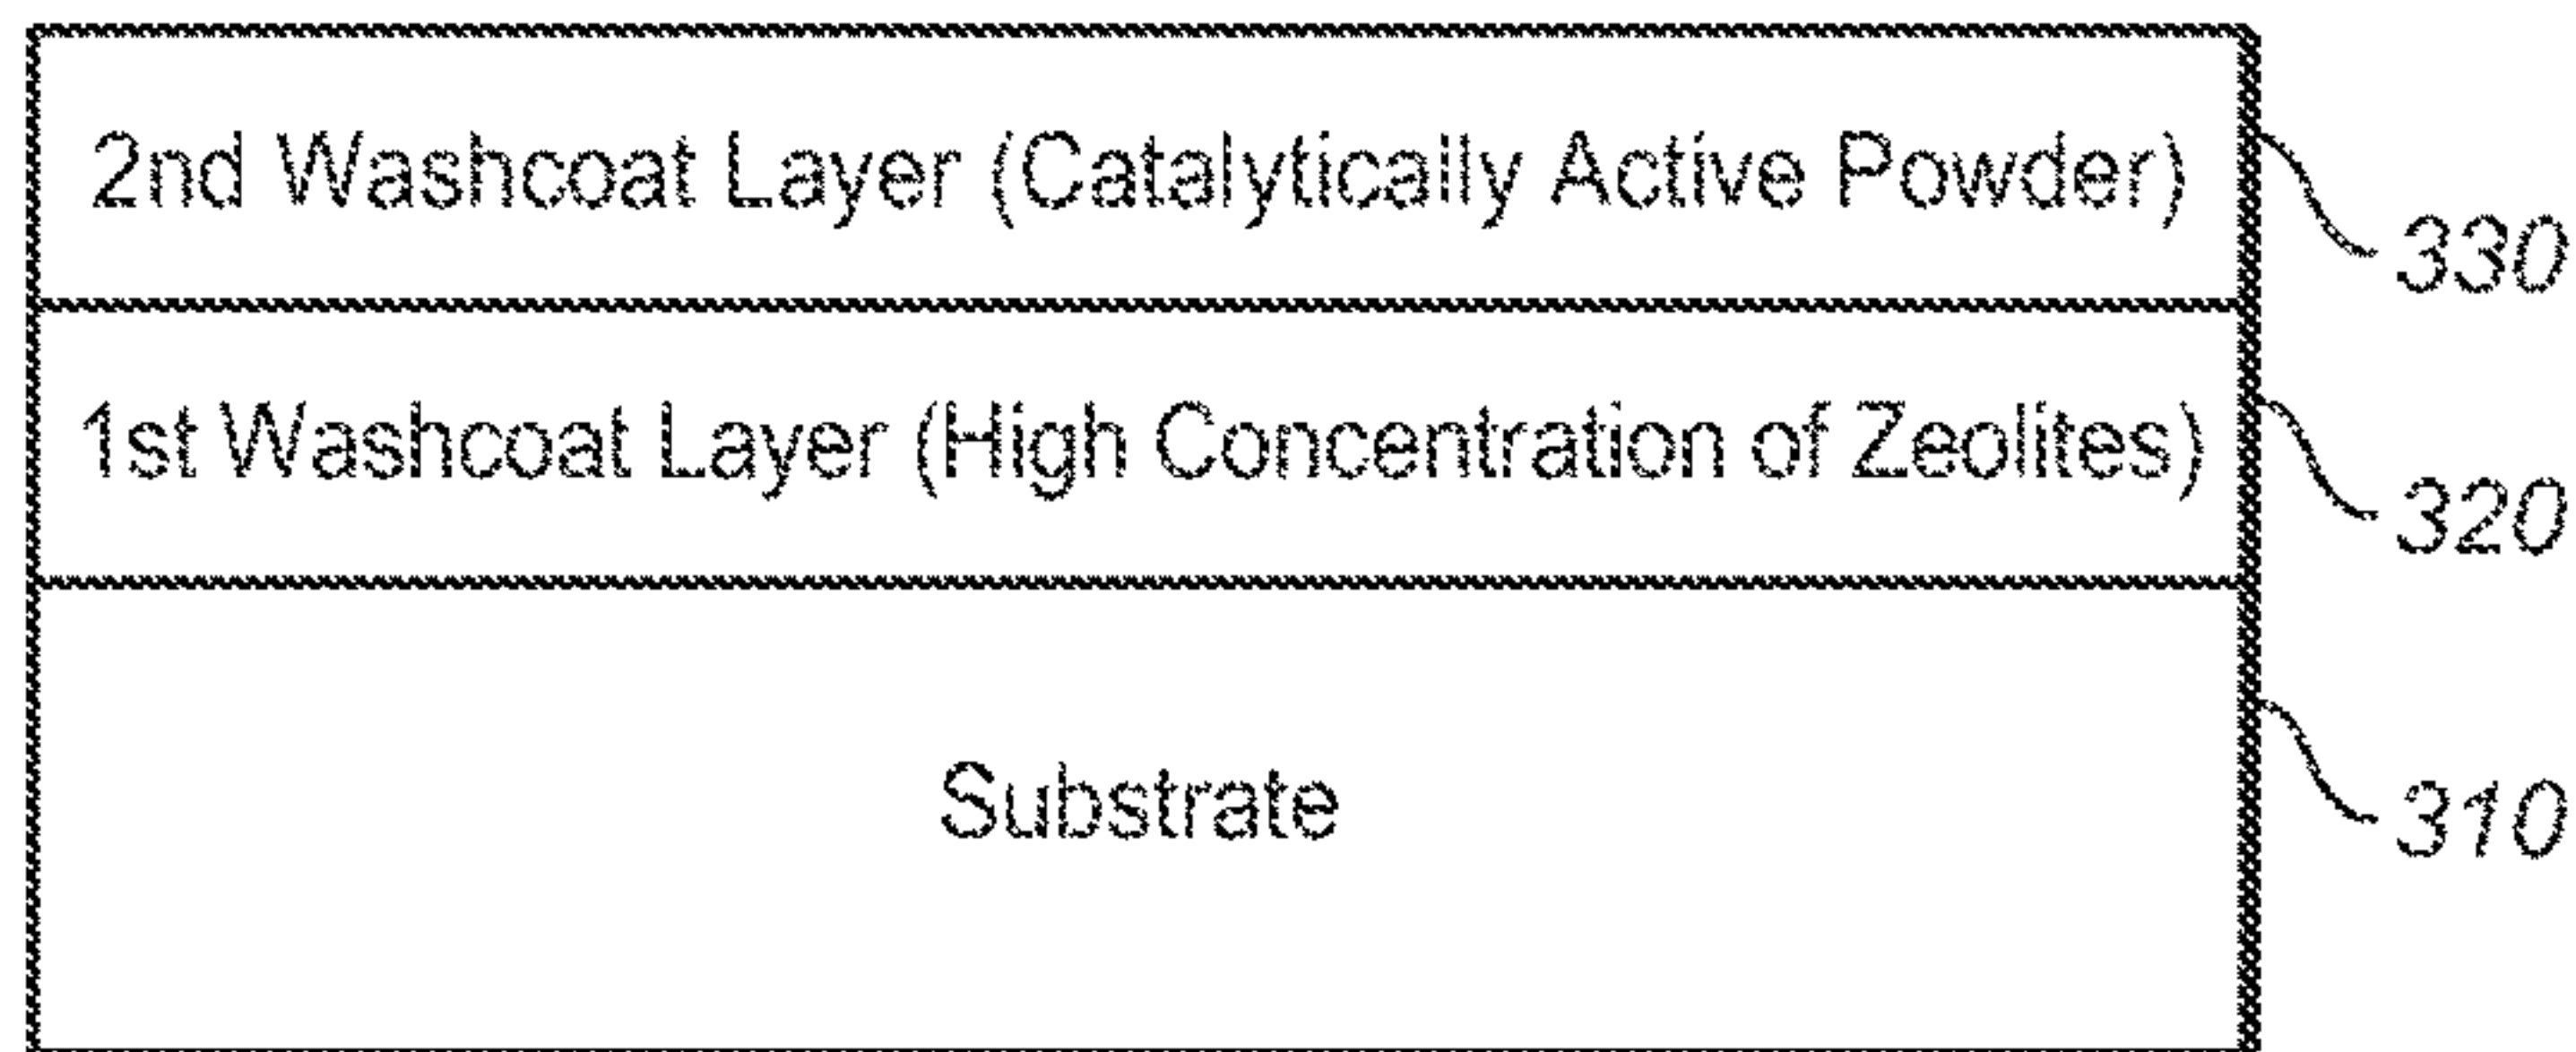 2nd Washcoat Layer (Catalytically Active Powder)
330
1st Washcoat Layer (High Concentration of Zeolites)
320
Substrate
310